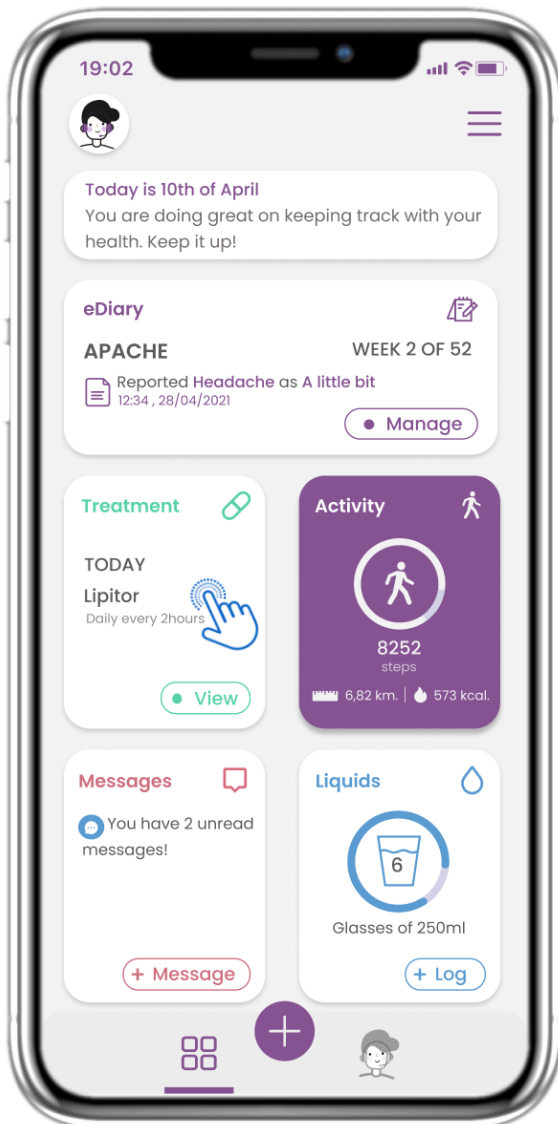 19:02
Today is 10th of April
You are doing great on keeping track with your
health. Keep it up!
eDiary
APACHE
WEEK 2 OF 52
Reported Headache as A little bit
12:34 , 28/04/2021
Manage
Treatment
TODAY
Lipitor
Daily every 2hours
View
Activity
8252
steps
6,82 km. | 573 kcal.
Messages
You have 2 unread
messages!
+ Message
Liquids
6
Glasses of 250ml
+ Log